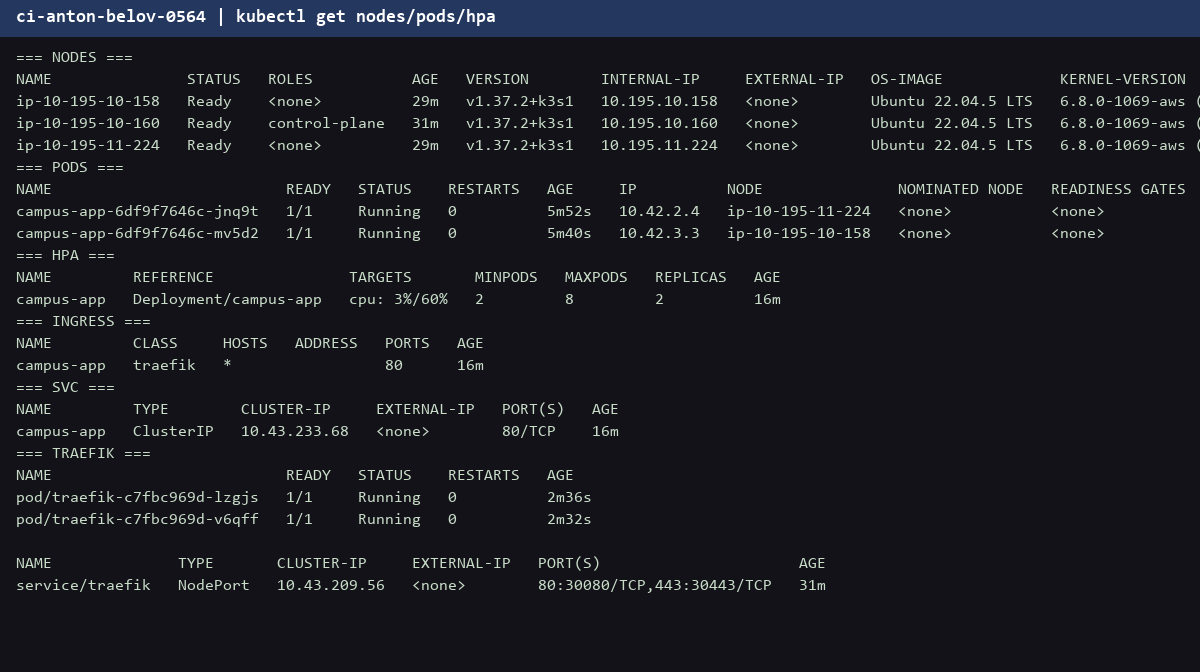 ci-anton-belov-0564 | kubectl get nodes/pods/hpa
=== NODES ===
NAME STATUS ROLES AGE VERSION INTERNAL-IP EXTERNAL-IP OS-IMAGE KERNEL-VERSION
ip-10-195-10-158 Ready <none> 29m v1.37.2+k3s1 10.195.10.158 <none> Ubuntu 22.04.5 LTS 6.8.0-1069-aws (
ip-10-195-10-160 Ready control-plane 31m v1.37.2+k3s1 10.195.10.160 <none> Ubuntu 22.04.5 LTS 6.8.0-1069-aws (
ip-10-195-11-224 Ready <none> 29m v1.37.2+k3s1 10.195.11.224 <none> Ubuntu 22.04.5 LTS 6.8.0-1069-aws (
=== PODS ===
NAME READY STATUS RESTARTS AGE IP NODE NOMINATED NODE READINESS GATES
campus-app-6df9f7646c-jnq9t 1/1 Running 0 5m52s 10.42.2.4 ip-10-195-11-224 <none> <none>
campus-app-6df9f7646c-mv5d2 1/1 Running 0 5m40s 10.42.3.3 ip-10-195-10-158 <none> <none>
=== HPA ===
NAME REFERENCE TARGETS MINPODS MAXPODS REPLICAS AGE
campus-app Deployment/campus-app cpu: 3%/60% 2 8 2 16m
=== INGRESS ===
NAME CLASS HOSTS ADDRESS PORTS AGE
campus-app traefik * 80 16m
=== SVC ===
NAME TYPE CLUSTER-IP EXTERNAL-IP PORT(S) AGE
campus-app ClusterIP 10.43.233.68 <none> 80/TCP 16m
=== TRAEFIK ===
NAME READY STATUS RESTARTS AGE
pod/traefik-c7fbc969d-lzgjs 1/1 Running 0 2m36s
pod/traefik-c7fbc969d-v6qff 1/1 Running 0 2m32s
NAME TYPE CLUSTER-IP EXTERNAL-IP PORT(S) AGE
service/traefik NodePort 10.43.209.56 <none> 80:30080/TCP,443:30443/TCP 31m